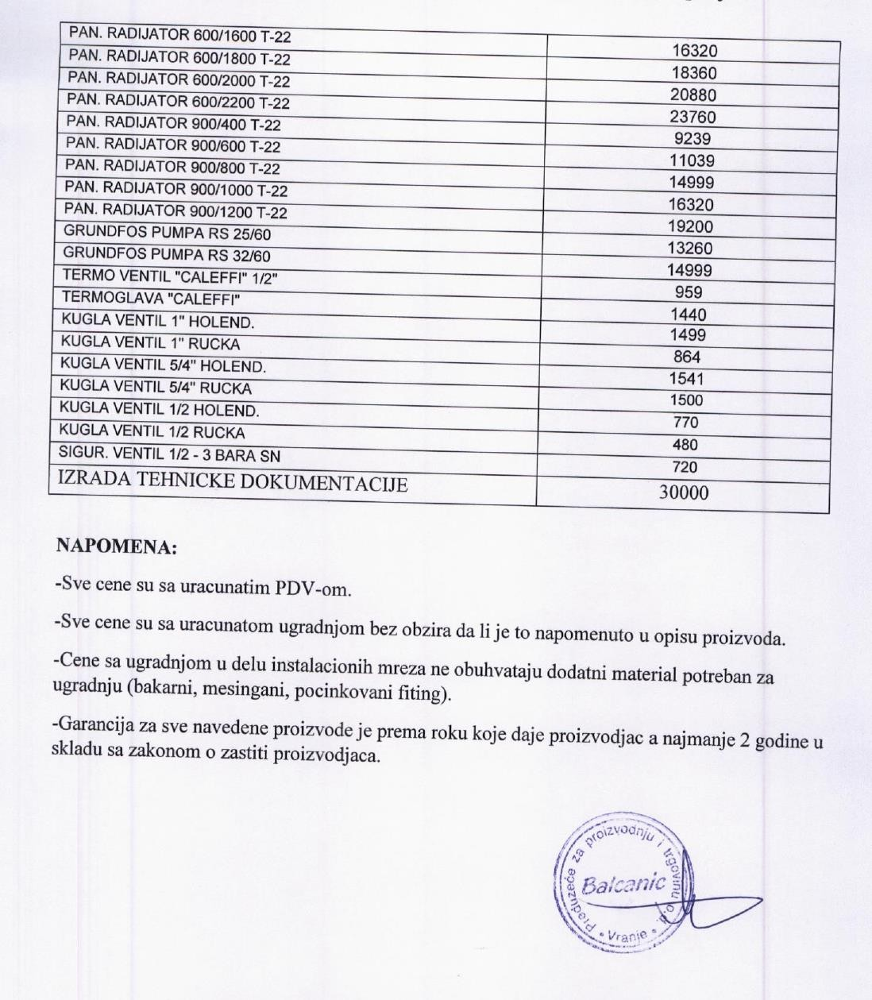 PAN. RADIJATOR 600/1600 T-22 16320
PAN. RADIJATOR 600/1800 T-22 18360
PAN. RADIJATOR 600/2000 T-22 20880
PAN. RADIJATOR 600/2200 T-22 23760
PAN. RADIJATOR 900/400 T-22 9239
PAN. RADIJATOR 900/600 T-22 11039
PAN. RADIJATOR 900/800 T-22 14999
PAN. RADIJATOR 900/1000 T-22 16320
PAN. RADIJATOR 900/1200 T-22 19200
GRUNDFOS PUMPA RS 25/60 13260
GRUNDFOS PUMPA RS 32/60 14999
TERMO VENTIL "CALEFFI" 1/2" 959
TERMOGLAVA "CALEFFI" 1440
KUGLA VENTIL 1" HOLEND. 1499
KUGLA VENTIL 1" RUCKA 864
KUGLA VENTIL 5/4" HOLEND. 1541
KUGLA VENTIL 5/4" RUCKA 1500
KUGLA VENTIL 1/2 HOLEND. 770
KUGLA VENTIL 1/2 RUCKA 480
SIGUR. VENTIL 1/2 - 3 BARA SN 720
IZRADA TEHNICKE DOKUMENTACIJE 30000
NAPOMENA:
-Sve cene su sa uracunatim PDV-om.
-Sve cene su sa uracunatom ugradnjom bez obzira da li je to napomenuto u opisu proizvoda.
-Cene sa ugradnjom u delu instalacionih mreza ne obuhvataju dodatni material potreban za
ugradnju (bakarni, mesingani, pocinkovani fiting).
-Garancija za sve navedene proizvode je prema roku koje daje proizvodjac a najmanje 2 godine u
skladu sa zakonom o zastiti proizvodjaca.
Preduzeće za proizvodnju i trgovinu o.d.
Balcanic
• Vranje •